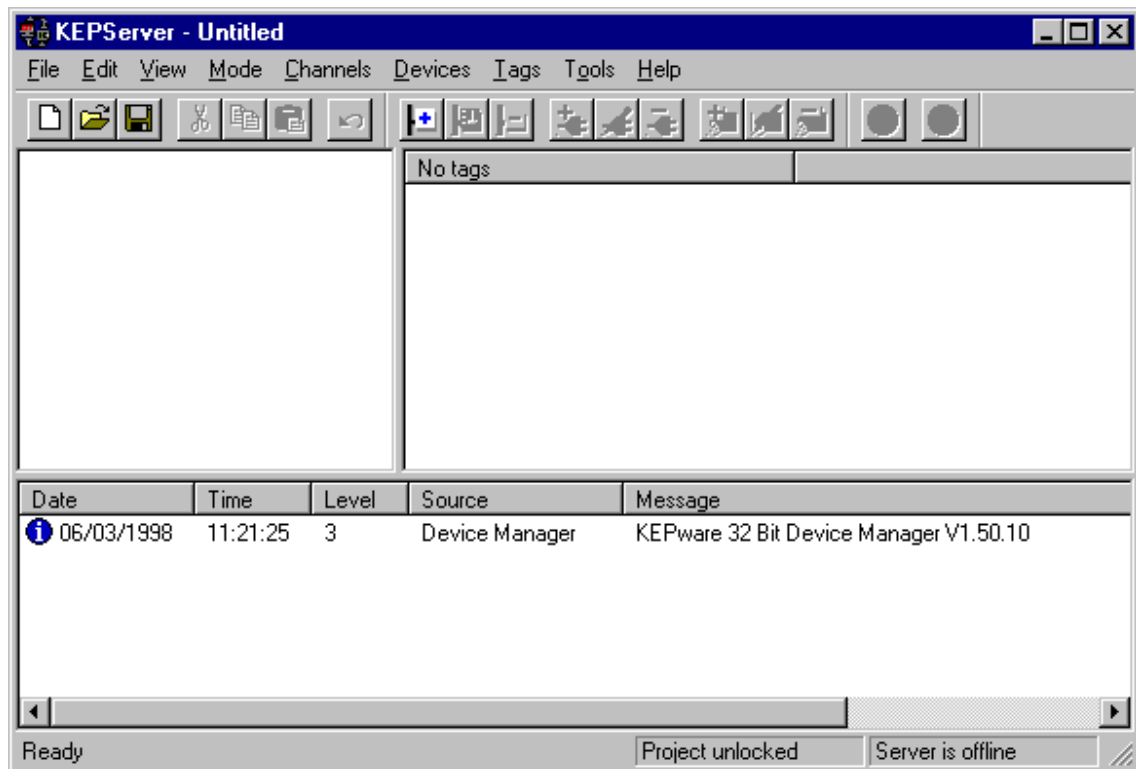 KEPServer - Untitled
File Edit View Mode Channels Devices Tags Tools Help
No tags
Date Time Level Source Message
06/03/1998 11:21:25 3 Device Manager KEPware 32 Bit Device Manager V1.50.10
Ready Project unlocked Server is offline